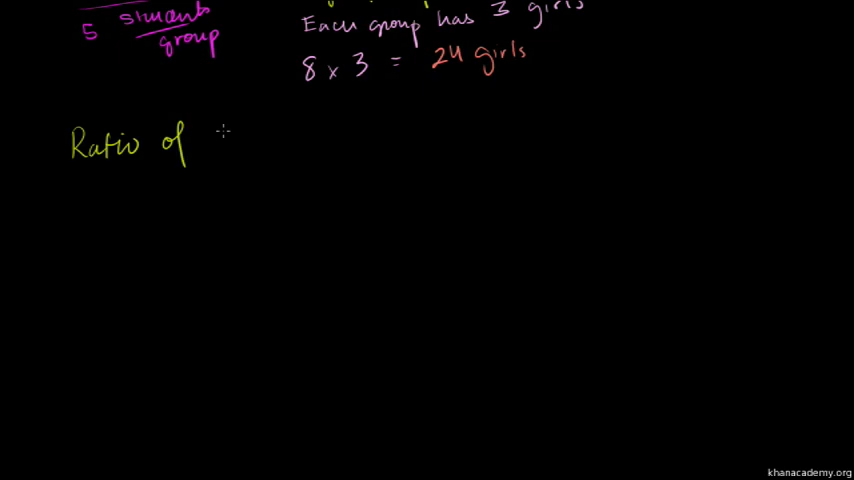 5 students
group
Each group has 3 girls
8 x 3 = 24 girls
Ratio of
khanacademy.org